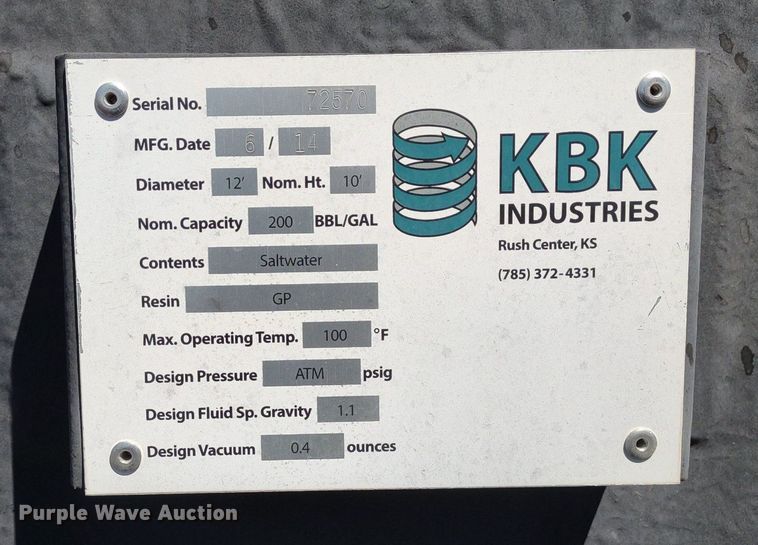 Serial No. 72570
MFG. Date 6 / 14
Diameter 12' Nom. Ht. 10'
Nom. Capacity 200 BBL/GAL
Contents Saltwater
Resin GP
Max. Operating Temp. 100 °F
Design Pressure ATM psig
Design Fluid Sp. Gravity 1.1
Design Vacuum 0.4 ounces
KBK
INDUSTRIES
Rush Center, KS
(785) 372-4331
Purple Wave Auction